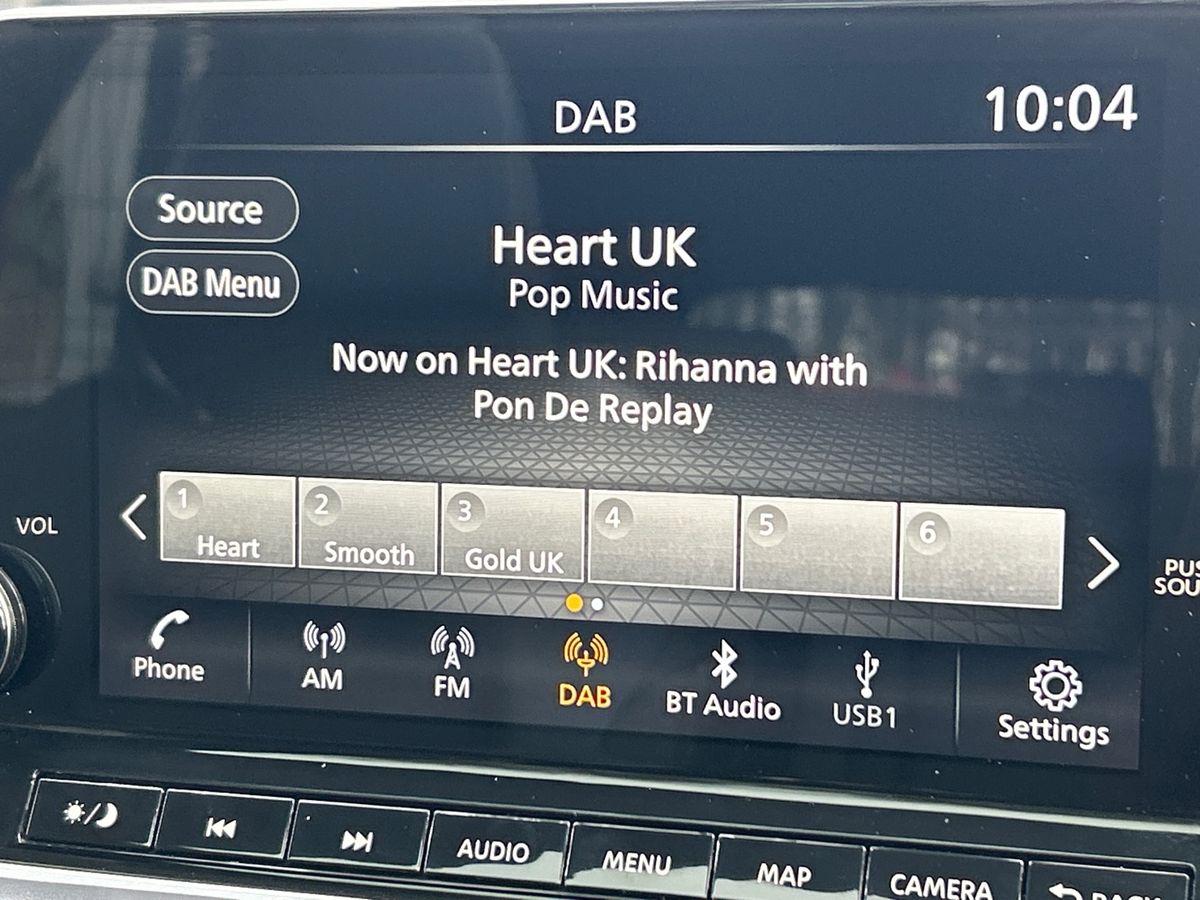 DAB
10:04
Source
DAB Menu
Heart UK
Pop Music
Now on Heart UK: Rihanna with
Pon De Replay
1
Heart
2
Smooth
3
Gold UK
4
5
6
VOL
Phone
AM
FM
DAB
BT Audio
USB1
Settings
AUDIO
MENU
MAP
CAMERA
BACK